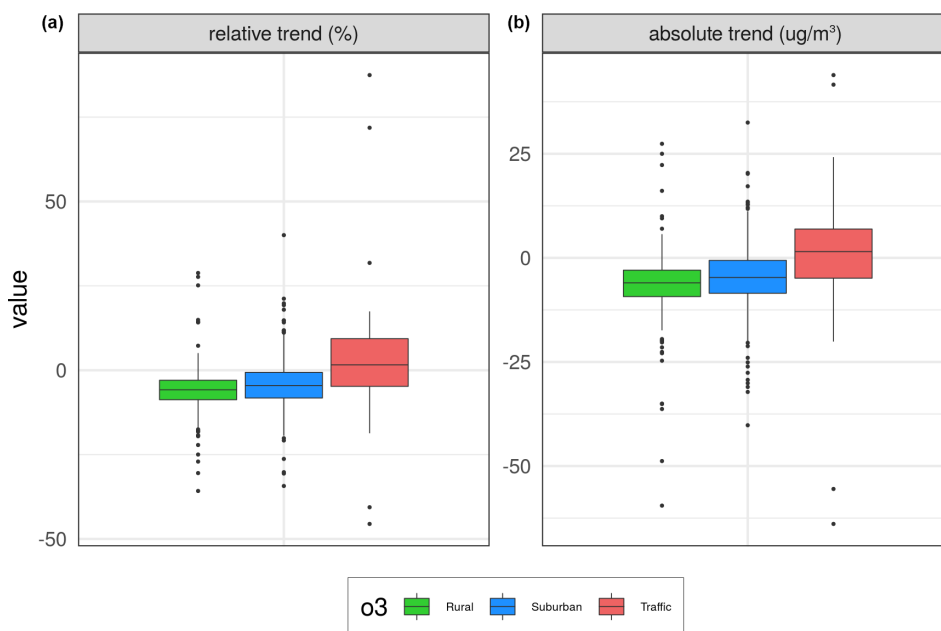 (a)
relative trend (%)
(b)
absolute trend (ug/m³)
value
50
0
-50
25
0
-25
-50
o3 Rural Suburban Traffic